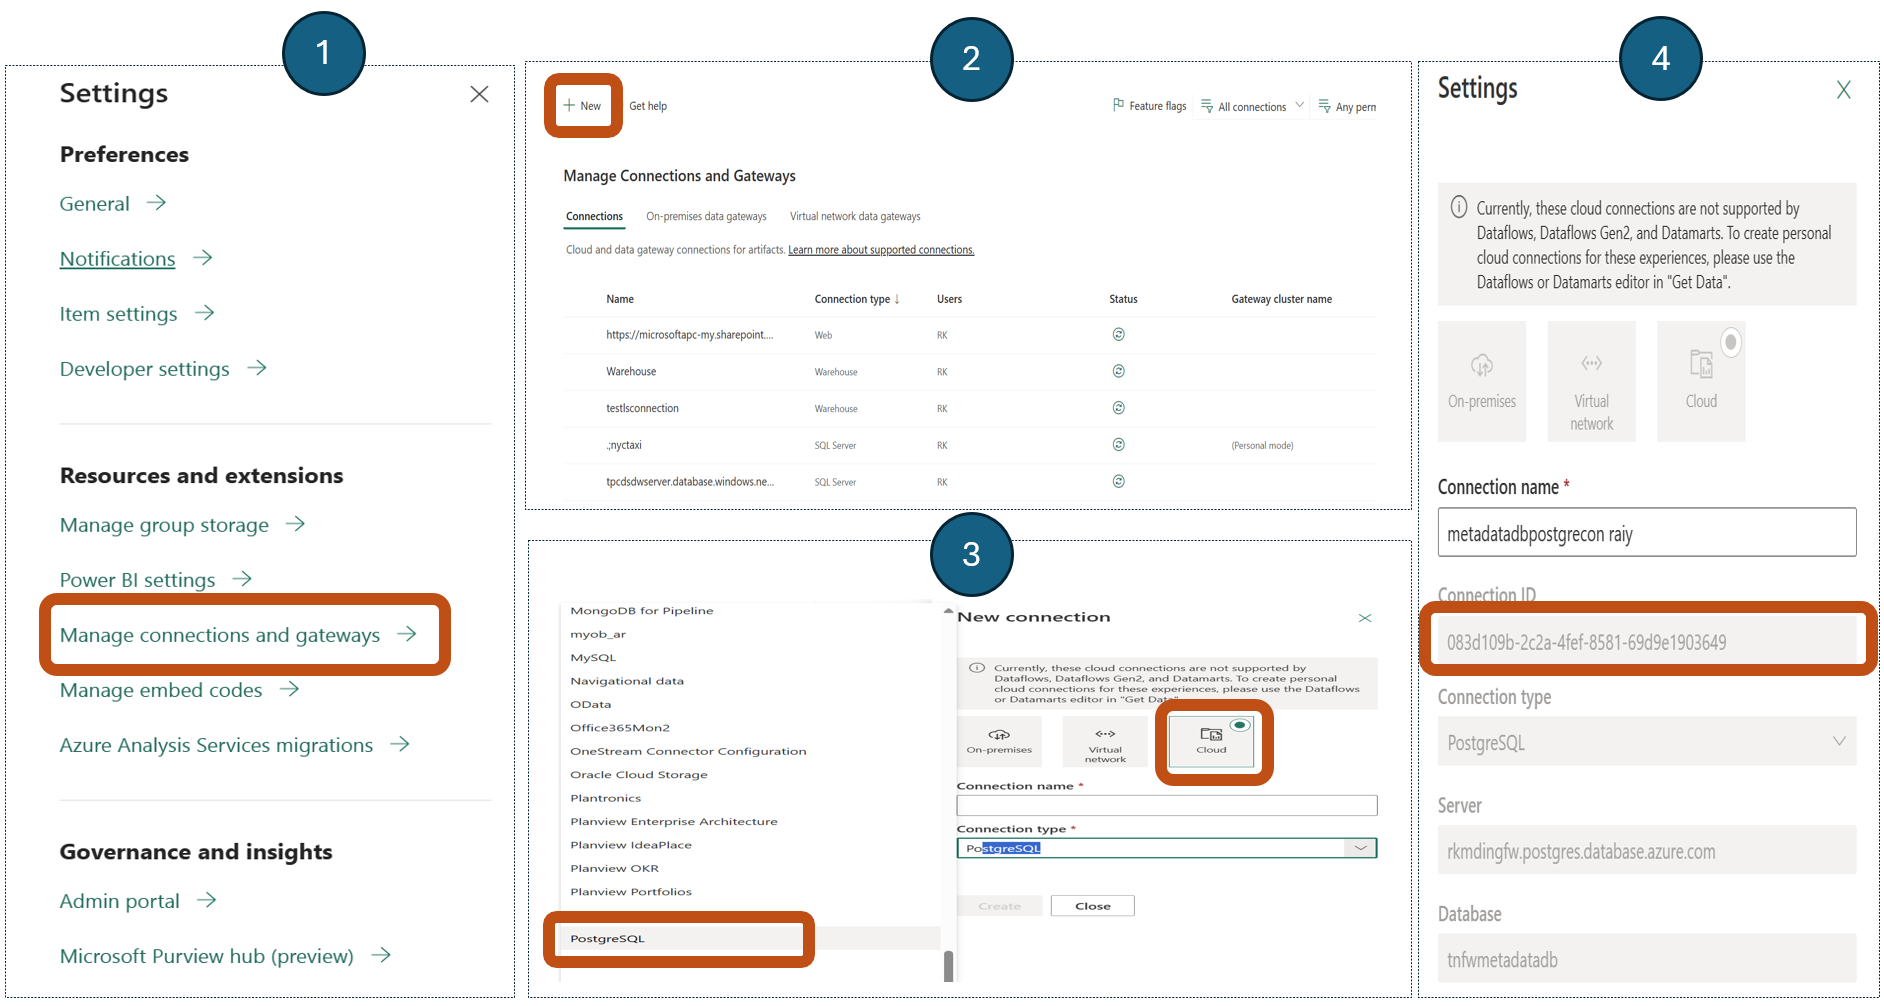 1
Settings
Preferences
General
Notifications
Item settings
Developer settings
Resources and extensions
Manage group storage
Power BI settings
Manage connections and gateways
Manage embed codes
Azure Analysis Services migrations
Governance and insights
Admin portal
Microsoft Purview hub (preview)
2
New Get help Feature flags All connections Any perm
Manage Connections and Gateways
Connections On-premises data gateways Virtual network data gateways
Cloud and data gateway connections for artifacts. Learn more about supported connections.
Name Connection type ↓ Users Status Gateway cluster name
https://microsoftapc-my.sharepoint.... Web RK
Warehouse Warehouse RK
testlsconnection Warehouse RK
.;nyctaxi SQL Server RK (Personal mode)
tpcdsdwserver.database.windows.ne... SQL Server RK
3
MongoDB for Pipeline
myob_ar
MySQL
Navigational data
OData
Office365Mon2
OneStream Connector Configuration
Oracle Cloud Storage
Plantronics
Planview Enterprise Architecture
Planview IdeaPlace
Planview OKR
Planview Portfolios
PostgreSQL
New connection
Currently, these cloud connections are not supported by
Dataflows, Dataflows Gen2, and Datamarts. To create personal
cloud connections for these experiences, please use the Dataflows
or Datamarts editor in "Get Data".
On-premises
Virtual
network
Cloud
Connection name *
Connection type *
PostgreSQL
Create Close
4
Settings
Currently, these cloud connections are not supported by
Dataflows, Dataflows Gen2, and Datamarts. To create personal
cloud connections for these experiences, please use the
Dataflows or Datamarts editor in "Get Data".
On-premises
Virtual
network
Cloud
Connection name *
metadatadbpostgrecon raiy
Connection ID
083d109b-2c2a-4fef-8581-69d9e1903649
Connection type
PostgreSQL
Server
rkmdingfw.postgres.database.azure.com
Database
tnfwmetadatadb